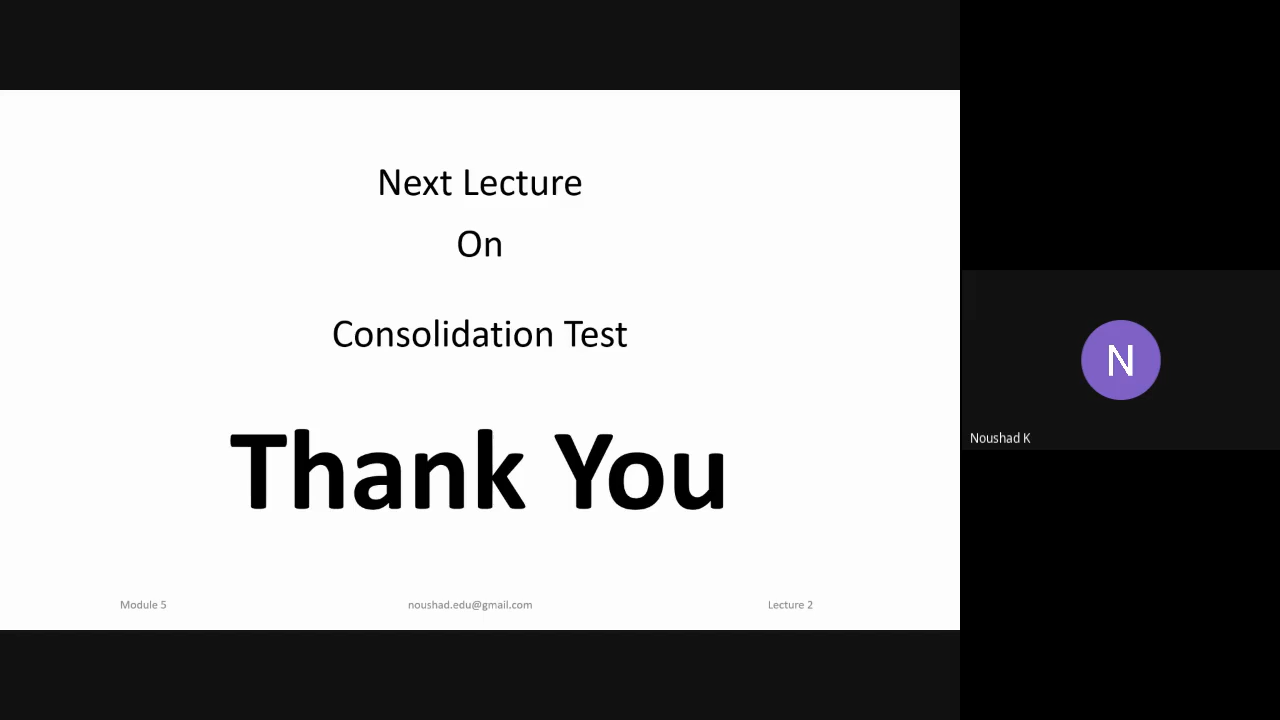 Next Lecture
On
Consolidation Test
Thank You
Module 5
noushad.edu@gmail.com
Lecture 2
N
Noushad K